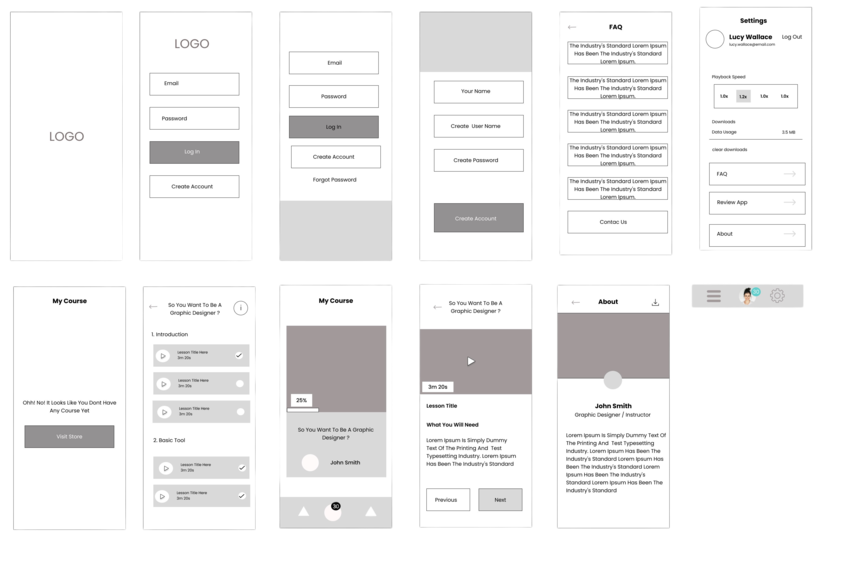 LOGO
LOGO
Email
Password
Log In
Create Account
Email
Password
Log In
Create Account
Forgot Password
Your Name
Create User Name
Create Password
Create Account
FAQ
The Industry's Standard Lorem Ipsum
Has Been The Industry's Standard
Lorem Ipsum.
The Industry's Standard Lorem Ipsum
Has Been The Industry's Standard
Lorem Ipsum.
The Industry's Standard Lorem Ipsum
Has Been The Industry's Standard
Lorem Ipsum.
The Industry's Standard Lorem Ipsum
Has Been The Industry's Standard
Lorem Ipsum.
The Industry's Standard Lorem Ipsum
Has Been The Industry's Standard
Lorem Ipsum.
Contac Us
Settings
Lucy Wallace Log Out
lucy.wallace@email.com
Playback Speed
1.0x 1.2x 1.0x 1.0x
Downloads
Data Usage 2.5 MB
clear downloads
FAQ
Review App
About
My Course
Ohh! No! It Looks Like You Dont Have
Any Course Yet
Visit Store
So You Want To Be A
Graphic Designer ?
i
1. Introduction
Lesson Title Here
3m 20s
Lesson Title Here
3m 20s
Lesson Title Here
3m 20s
2. Basic Tool
Lesson Title Here
3m 20s
Lesson Title Here
3m 20s
My Course
25%
So You Want To Be A Graphic
Designer ?
John Smith
30
So You Want To Be A
Graphic Designer ?
3m 20s
Lesson Title
What You Will Need
Lorem Ipsum Is Simply Dummy
Text Of The Printing And Test
Typesetting Industry. Lorem Ipsum
Has Been The Industry's Standard
Previous Next
About
John Smith
Graphic Designer / Instructor
Lorem Ipsum Is Simply Dummy Text Of
The Printing And Test Typesetting
Industry. Lorem Ipsum Has Been The
Industry's Standard Lorem Ipsum Has
Been The Industry's Standard Lorem
Ipsum Has Been The Industry's
Standard Lorem Ipsum Has Been The
Industry's Standard